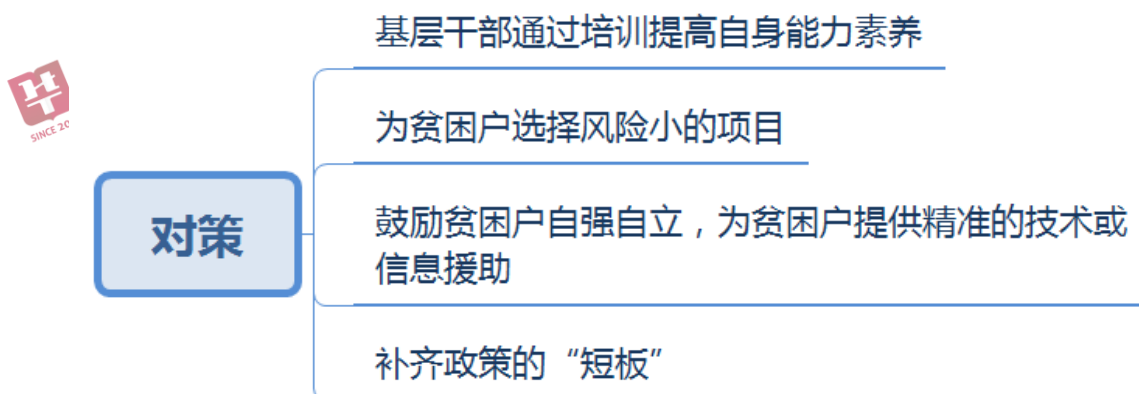 基层干部通过培训提高自身能力素养
HT
SINCE 20
为贫困户选择风险小的项目
对策
鼓励贫困户自强自立，为贫困户提供精准的技术或
信息援助
补齐政策的“短板”